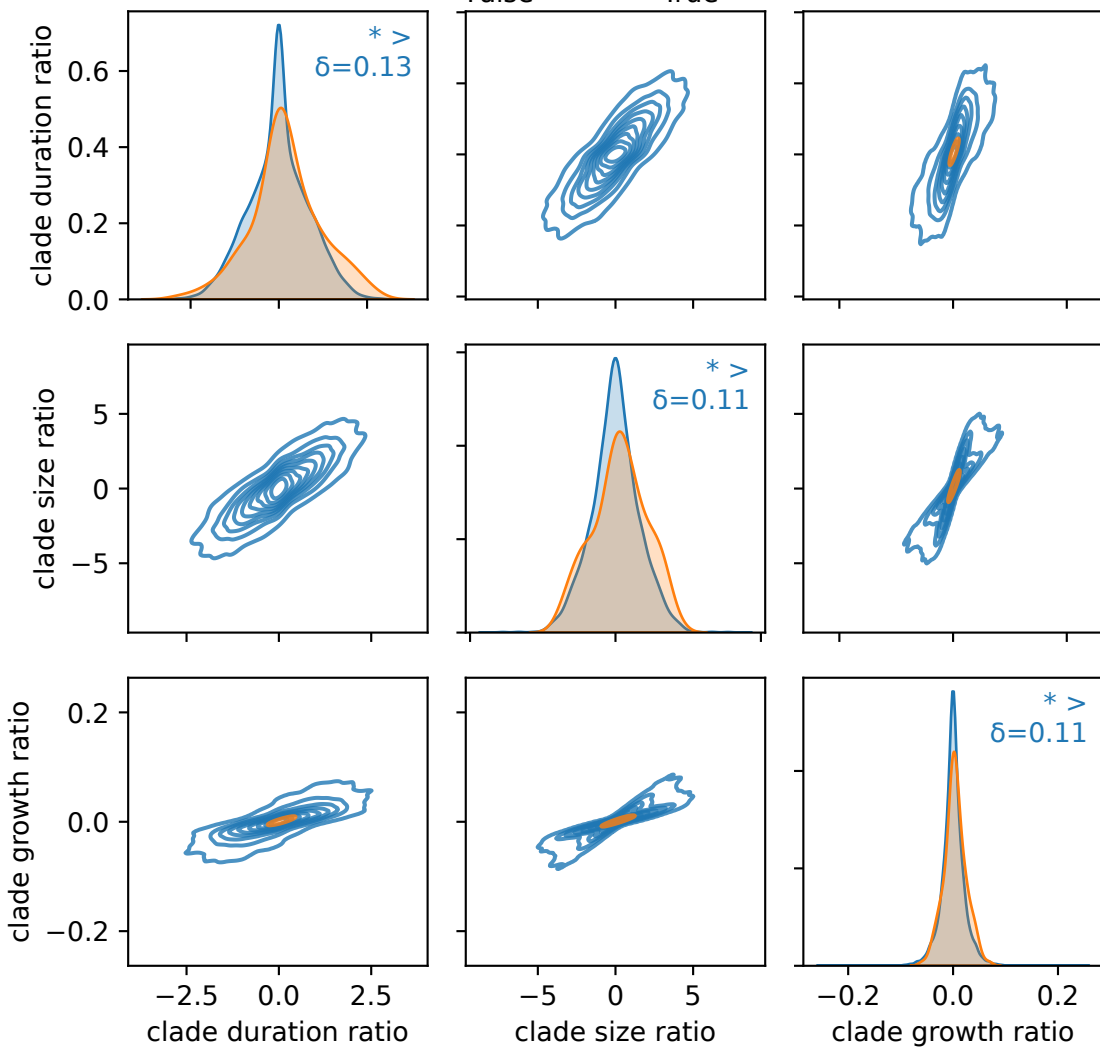 clade duration ratio
0.6
0.4
0.2
0.0
* >
δ=0.13
clade size ratio
5
0
−5
* >
δ=0.11
clade growth ratio
0.2
0.0
−0.2
* >
δ=0.11
−2.5 0.0 2.5
−5 0 5
−0.2 0.0 0.2
clade duration ratio
clade size ratio
clade growth ratio